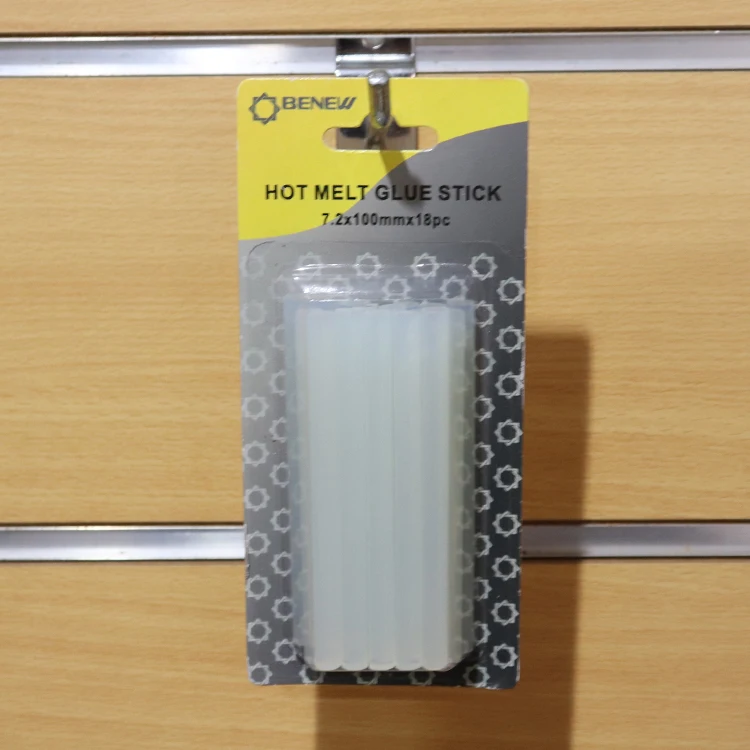 BENEW
HOT MELT GLUE STICK
7.2x100mmx18pc